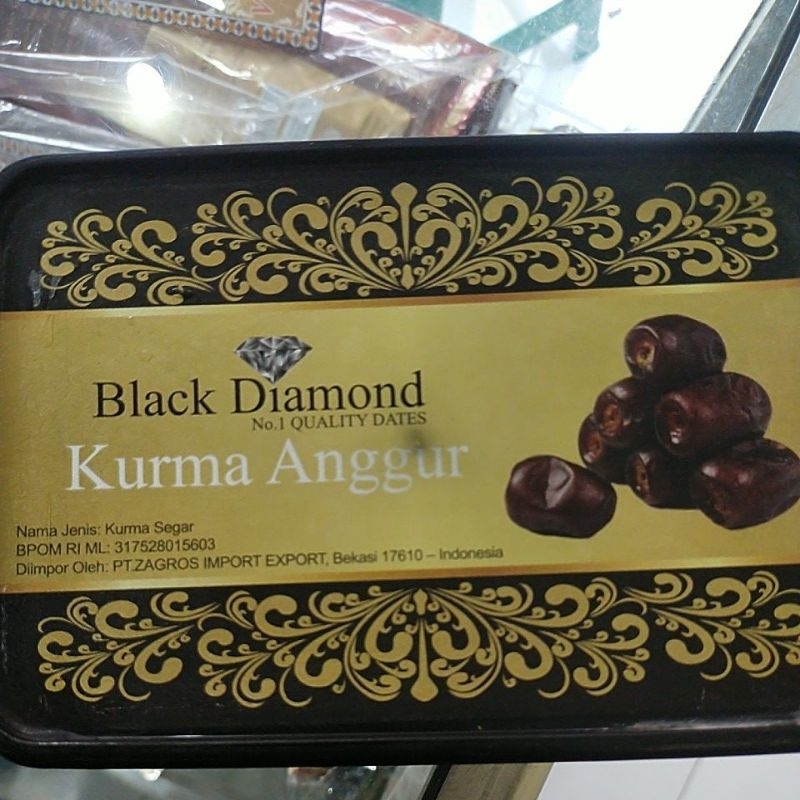 Black Diamond
No.1 QUALITY DATES
Kurma Anggur
Nama Jenis: Kurma Segar
BPOM RI ML: 317528015603
Diimpor Oleh: PT.ZAGROS IMPORT EXPORT, Bekasi 17610 – Indonesia